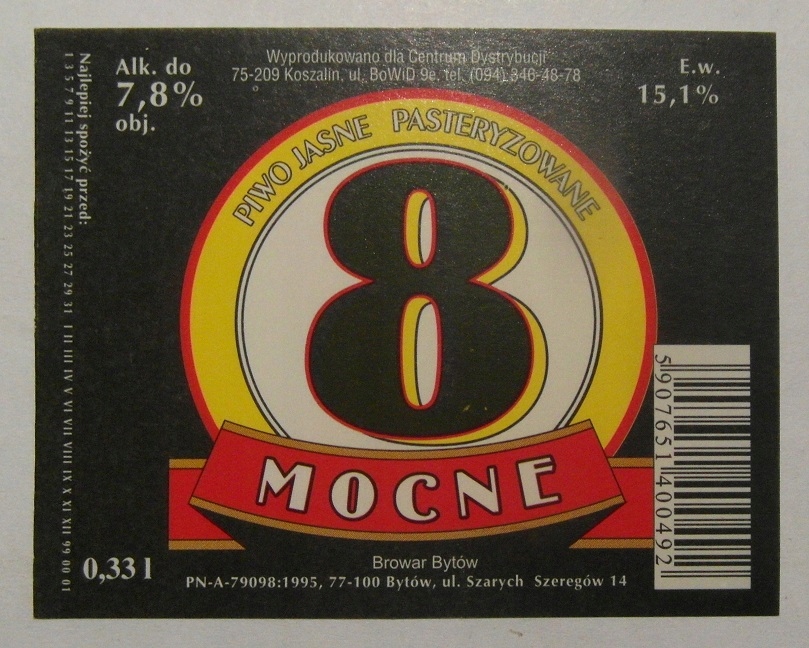 Wyprodukowano dla Centrum Dystrybucji
75-209 Koszalin, ul. BoWiD 9e, tel. (094) 346-48-78
Alk. do
7,8%
obj.
E.w.
15,1%
PIWO JASNE PASTERYZOWANE
8
MOCNE
Najlepiej spożyć przed:
1 3 5 7 9 11 13 15 17 19 21 23 25 27 29 31 I II III IV V VI VII VIII IX X XI XII 99 00 01
0,33 l
Browar Bytów
PN-A-79098:1995, 77-100 Bytów, ul. Szarych Szeregów 14
5 907651 400492